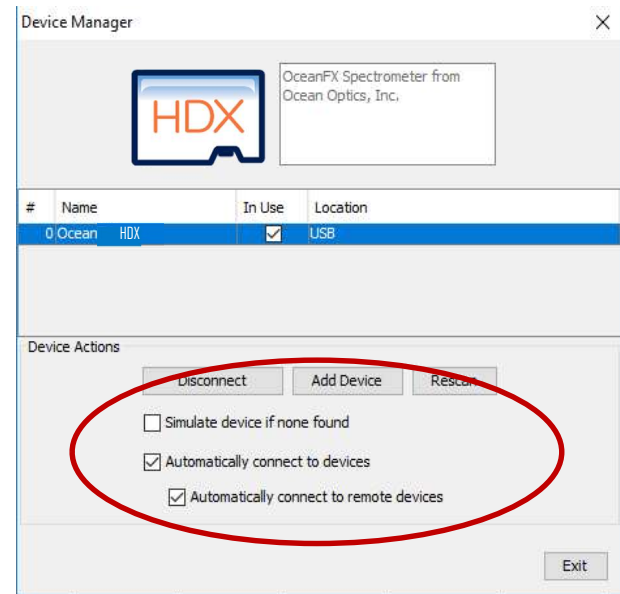 Device Manager
HDX
OceanFX Spectrometer from
Ocean Optics, Inc.
# Name In Use Location
0 Ocean HDX USB
Device Actions
Disconnect Add Device Rescan
Simulate device if none found
Automatically connect to devices
Automatically connect to remote devices
Exit